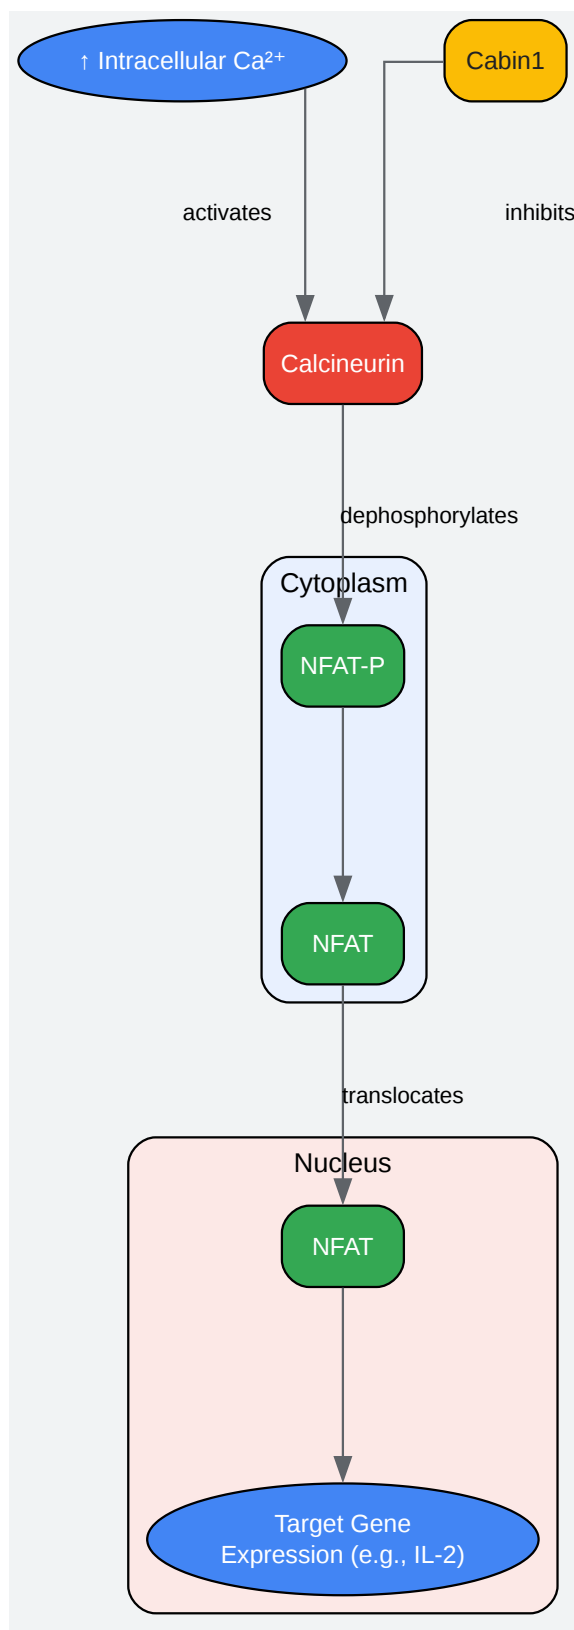 ↑ Intracellular Ca²⁺
Cabin1
activates
inhibits
Calcineurin
dephosphorylates
Cytoplasm
NFAT-P
NFAT
translocates
Nucleus
NFAT
Target Gene
Expression (e.g., IL-2)